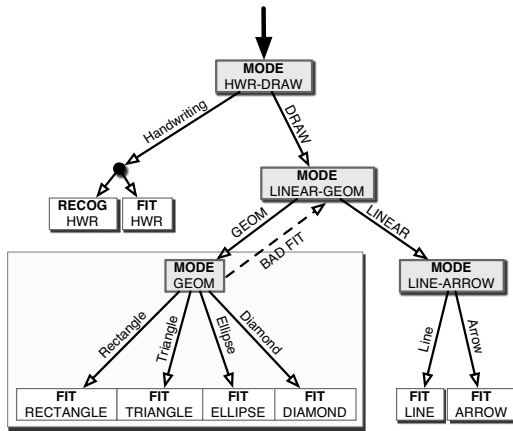 MODE
HWR-DRAW
Handwriting
DRAW
MODE
LINEAR-GEOM
RECOG
HWR
FIT
HWR
GEOM
BAD FIT
LINEAR
MODE
GEOM
MODE
LINE-ARROW
Rectangle
Triangle
Ellipse
Diamond
Line
Arrow
FIT
RECTANGLE
FIT
TRIANGLE
FIT
ELLIPSE
FIT
DIAMOND
FIT
LINE
FIT
ARROW